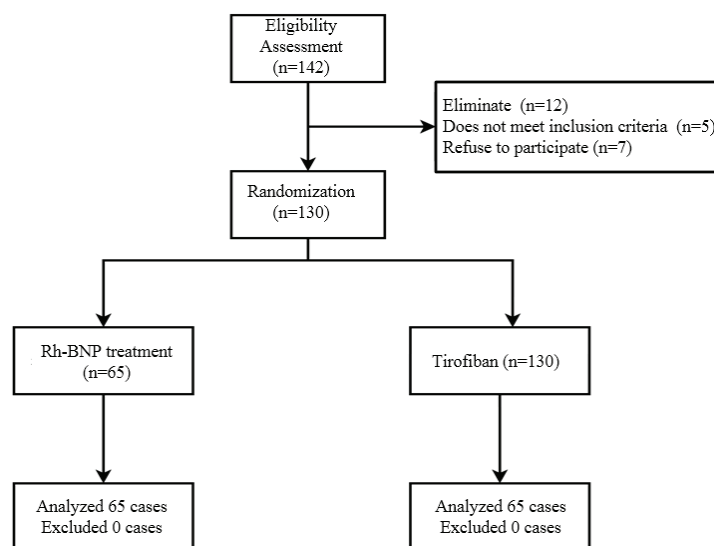 Eligibility
Assessment
(n=142)
Eliminate (n=12)
Does not meet inclusion criteria (n=5)
Refuse to participate (n=7)
Randomization
(n=130)
Rh-BNP treatment
(n=65)
Tirofiban (n=130)
Analyzed 65 cases
Excluded 0 cases
Analyzed 65 cases
Excluded 0 cases